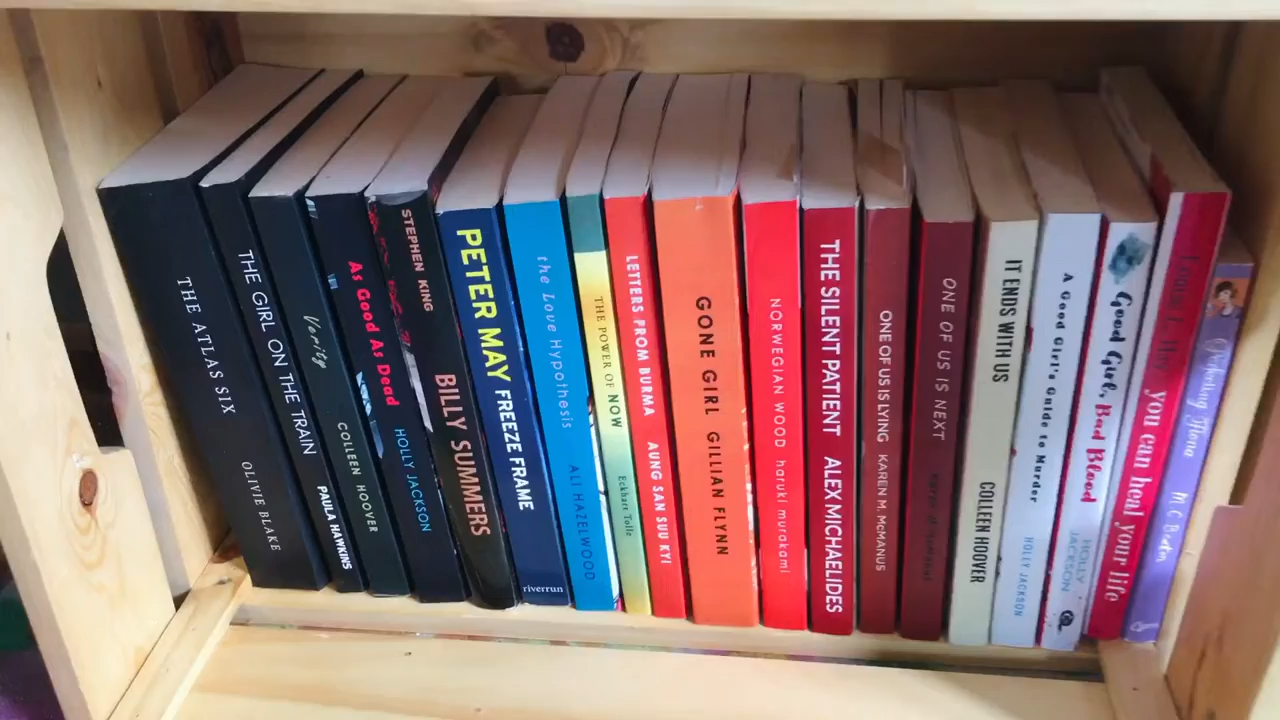 THE ATLAS SIX OLIVIE BLAKE
THE GIRL ON THE TRAIN PAULA HAWKINS
Verity COLLEEN HOOVER
As Good As Dead HOLLY JACKSON
STEPHEN KING BILLY SUMMERS
PETER MAY FREEZE FRAME riverrun
the Love Hypothesis ALI HAZELWOOD
THE POWER OF NOW Eckhart Tolle
LETTERS FROM BURMA AUNG SAN SUU KYI
GONE GIRL GILLIAN FLYNN
NORWEGIAN WOOD haruki murakami
THE SILENT PATIENT ALEX MICHAELIDES
ONE OF US IS LYING KAREN M. McMANUS
ONE OF US IS NEXT
IT ENDS WITH US COLLEEN HOOVER
A Good Girl's Guide to Murder HOLLY JACKSON
Good Girl, Bad Blood HOLLY JACKSON
you can heal your life
M.C. Beaton